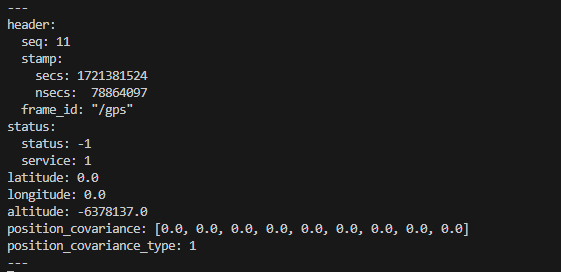 ---
header:
  seq: 11
  stamp:
    secs: 1721381524
    nsecs:  78864097
  frame_id: "/gps"
status:
  status: -1
  service: 1
latitude: 0.0
longitude: 0.0
altitude: -6378137.0
position_covariance: [0.0, 0.0, 0.0, 0.0, 0.0, 0.0, 0.0, 0.0, 0.0]
position_covariance_type: 1
---